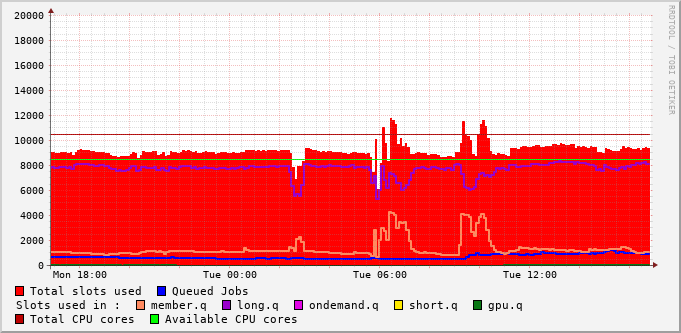 20000
18000
16000
14000
12000
10000
8000
6000
4000
2000
0
Mon 18:00 Tue 00:00 Tue 06:00 Tue 12:00
RRDTOOL / TOBI OETIKER
Total slots used Queued Jobs
Slots used in : member.q long.q ondemand.q short.q gpu.q
Total CPU cores Available CPU cores